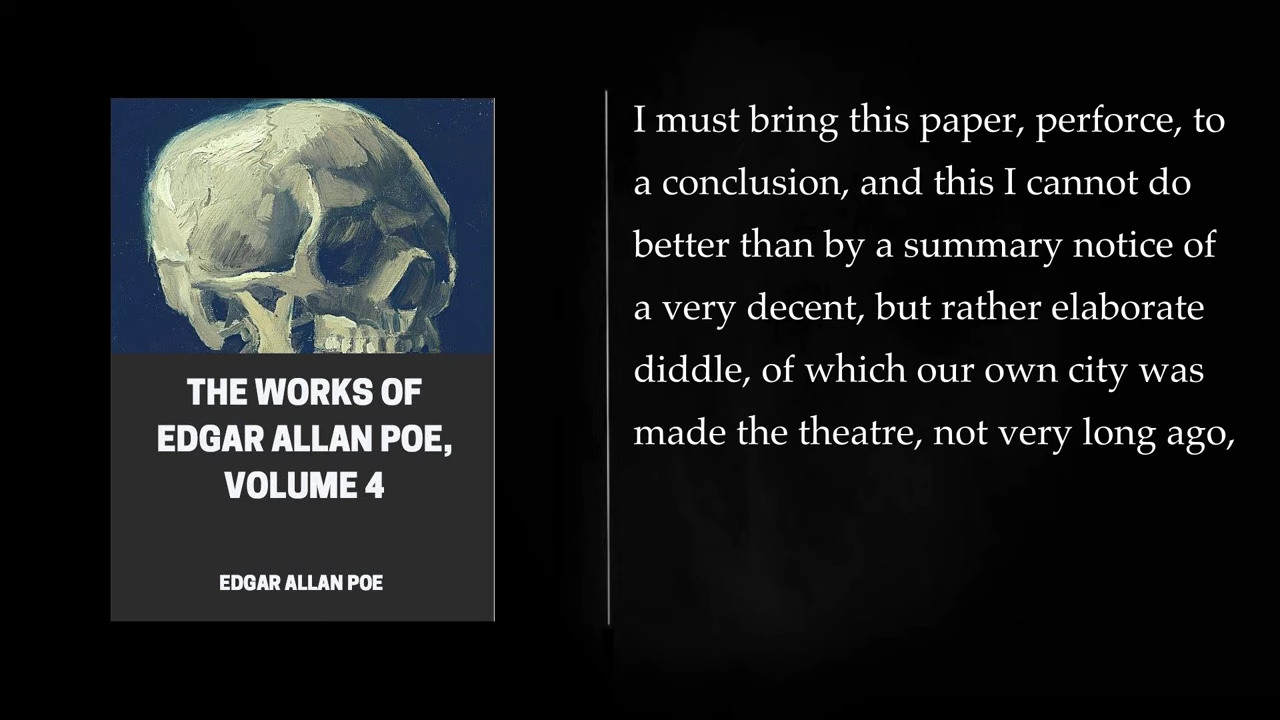 THE WORKS OF
EDGAR ALLAN POE,
VOLUME 4
EDGAR ALLAN POE
I must bring this paper, perforce, to
a conclusion, and this I cannot do
better than by a summary notice of
a very decent, but rather elaborate
diddle, of which our own city was
made the theatre, not very long ago,